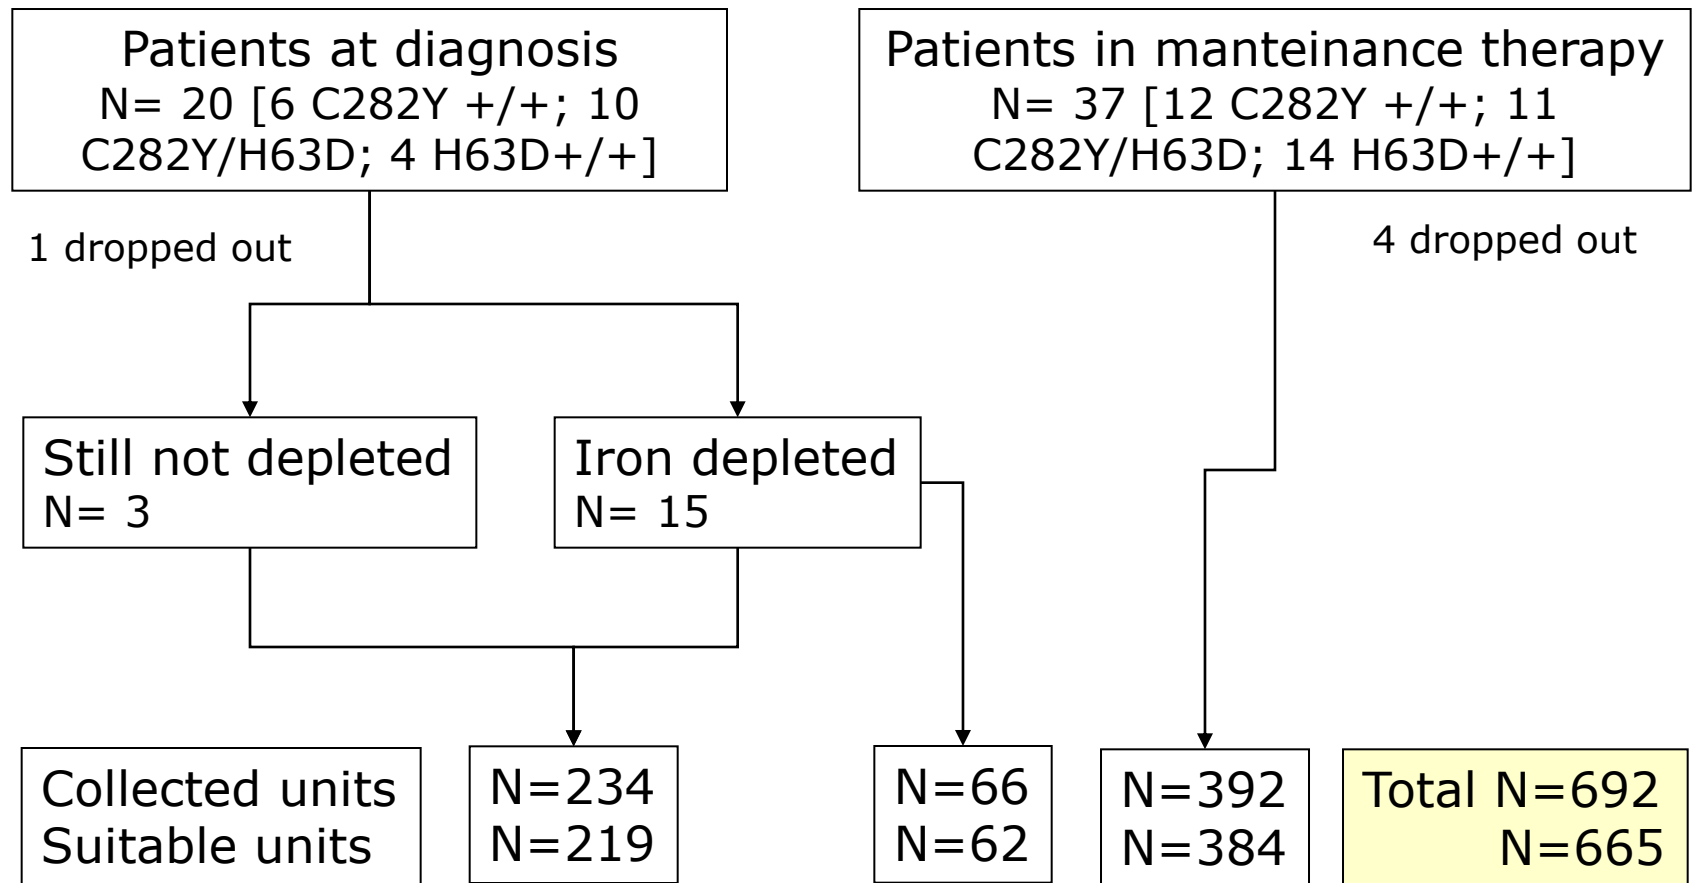 Patients at diagnosis
N= 20 [6 C282Y +/+; 10
C282Y/H63D; 4 H63D+/+]
Patients in manteinance therapy
N= 37 [12 C282Y +/+; 11
C282Y/H63D; 14 H63D+/+]
1 dropped out
4 dropped out
Still not depleted
N= 3
Iron depleted
N= 15
Collected units
Suitable units
N=234
N=219
N=66
N=62
N=392
N=384
Total N=692
N=665